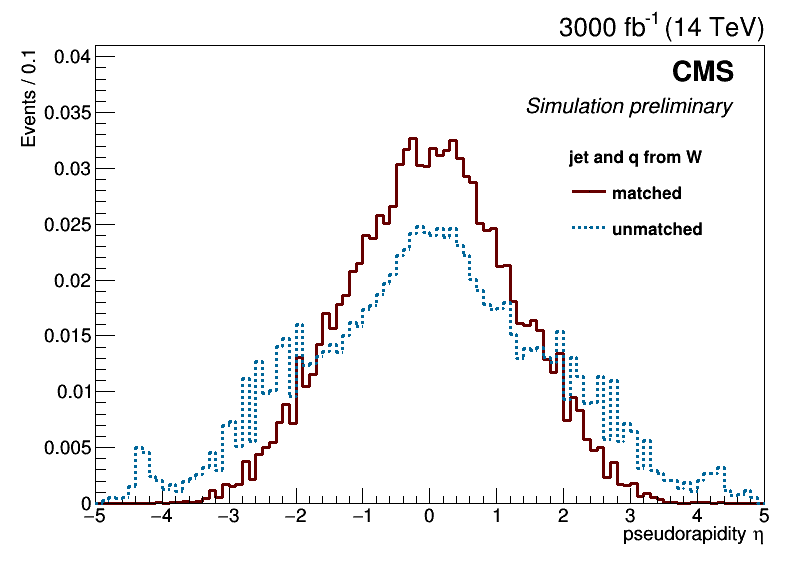 3000 fb-1 (14 TeV)
Events / 0.1
0.04
0.035
0.03
0.025
0.02
0.015
0.01
0.005
0
CMS
Simulation preliminary
jet and q from W
matched
unmatched
−5 −4 −3 −2 −1 0 1 2 3 4 5
pseudorapidity η